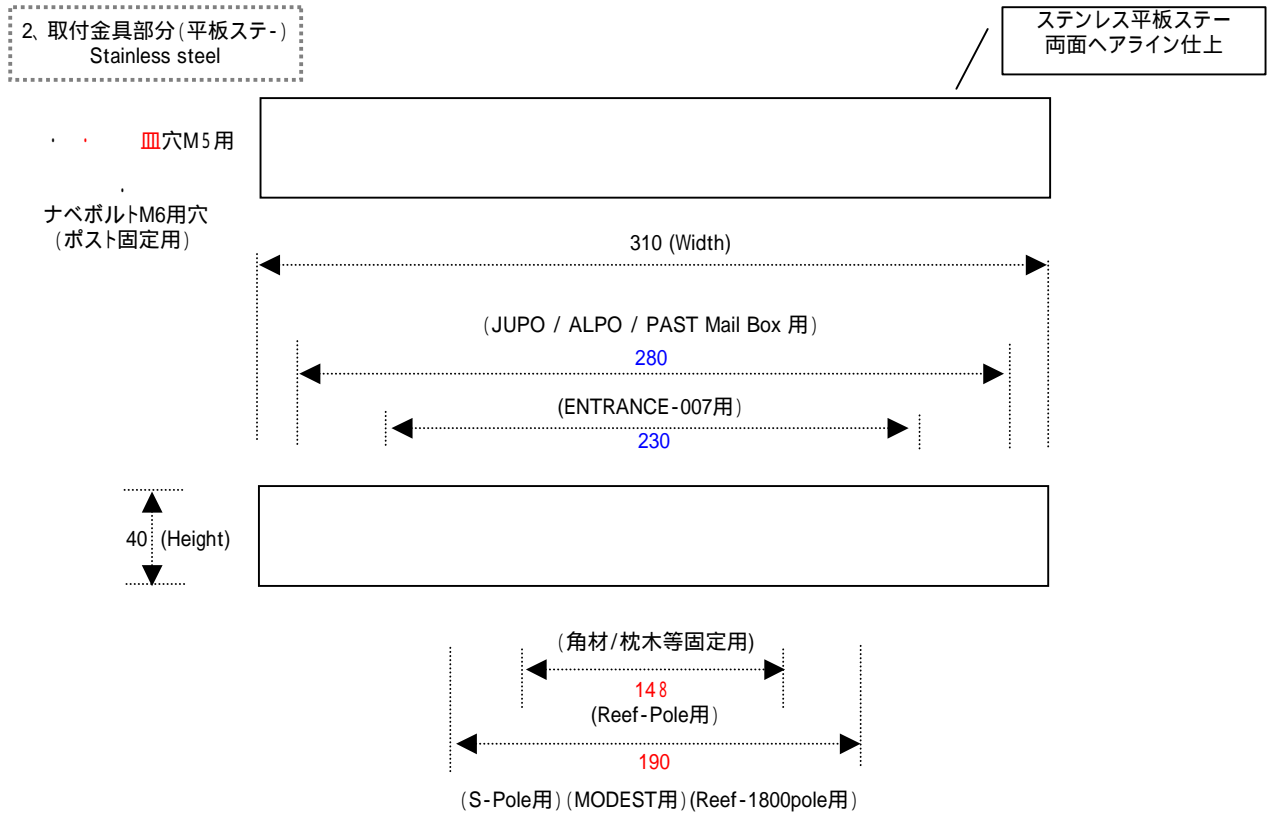 2、取付金具部分(平板ステ-)
Stainless steel
ステンレス平板ステー
両面ヘアライン仕上
皿穴M5用
ナベボルトM6用穴
(ポスト固定用)
310 (Width)
(JUPO / ALPO / PAST Mail Box 用)
280
(ENTRANCE-007用)
230
40 (Height)
(角材/枕木等固定用)
148
(Reef-Pole用)
190
(S-Pole用)(MODEST用)(Reef-1800pole用)